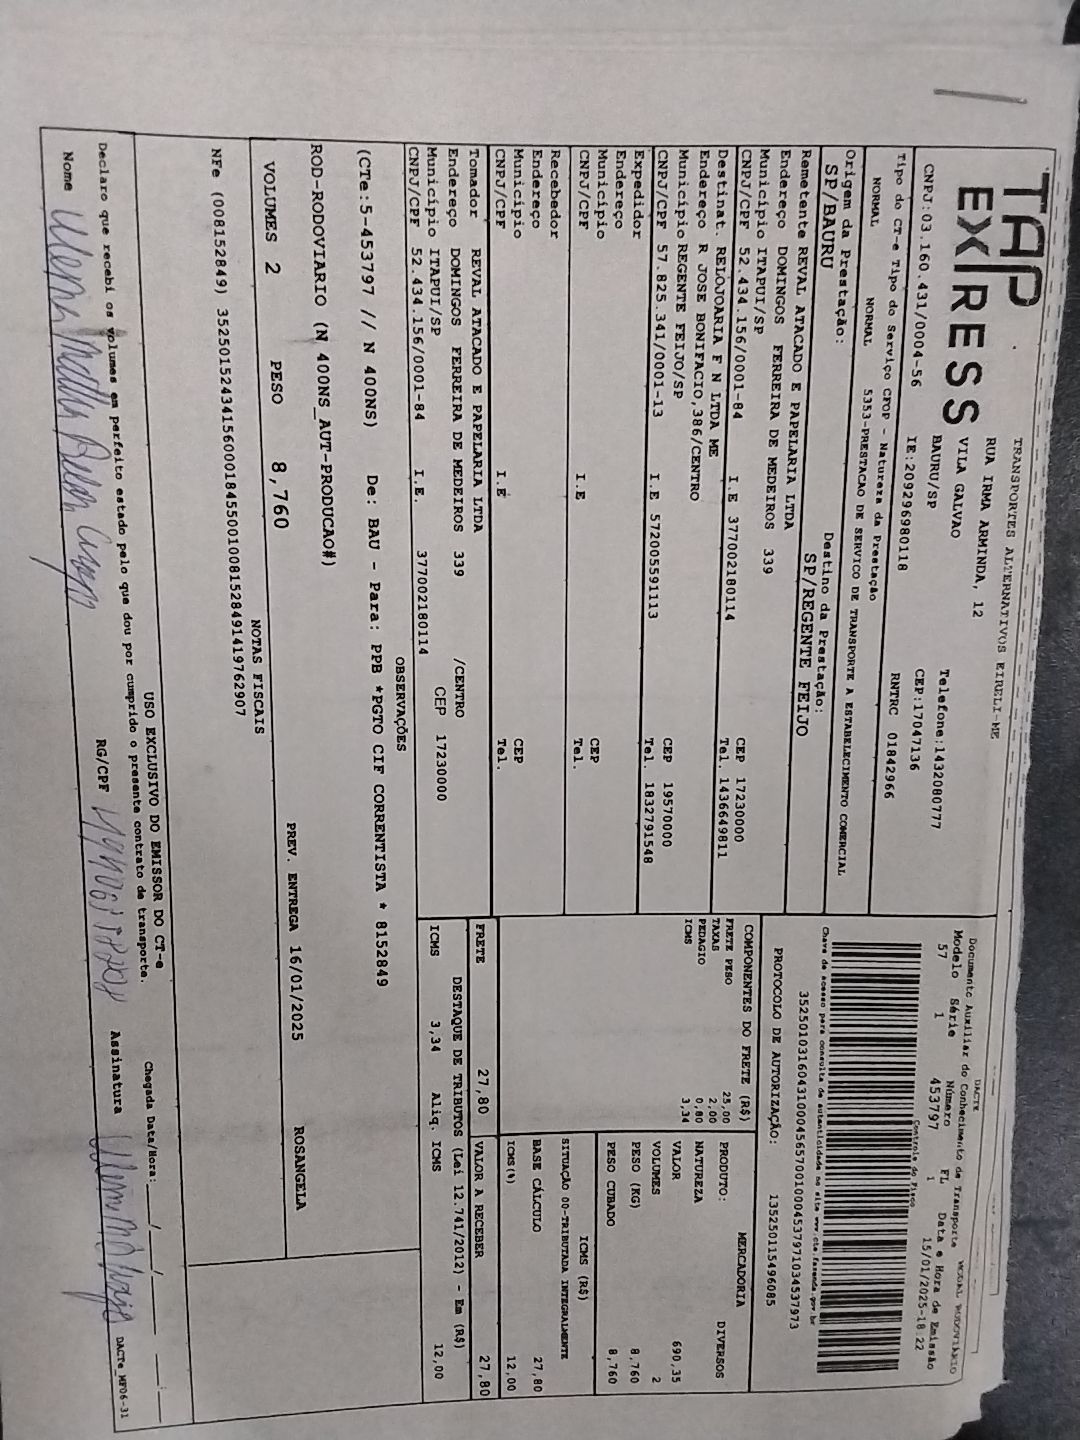 TAP
EXPRESS
TRANSPORTES ALTERNATIVOS EIRELI-ME
RUA IRMA ARMINDA, 12
VILA GALVAO
BAURU/SP
Telefone:1432080777
CEP:17047136
CNPJ:03.160.431/0004-56 IE:209296980118 RNTRC 01842966
Tipo do CT-e Tipo do Serviço CFOP - Natureza da Prestação
NORMAL NORMAL 5353-PRESTACAO DE SERVICO DE TRANSPORTE A ESTABELECIMENTO COMERCIAL
Origem da Prestação: Destino da Prestação:
SP/BAURU SP/REGENTE FEIJO
Remetente REVAL ATACADO E PAPELARIA LTDA
Endereço DOMINGOS FERREIRA DE MEDEIROS 339
Município ITAPUI/SP CEP 17230000
CNPJ/CPF 52.434.156/0001-84 I.E 377002180114 Tel. 1436649811
Destinat. RELOJOARIA F N LTDA ME
Endereço R JOSE BONIFACIO,386/CENTRO
Município REGENTE FEIJO/SP CEP 19570000
CNPJ/CPF 57.825.341/0001-13 I.E 572005591113 Tel. 1832791548
Expedidor
Endereço
Município CEP
CNPJ/CPF I.E Tel.
Recebedor
Endereço
Município CEP
CNPJ/CPF I.E Tel.
Tomador REVAL ATACADO E PAPELARIA LTDA
Endereço DOMINGOS FERREIRA DE MEDEIROS 339 /CENTRO
Município ITAPUI/SP CEP 17230000
CNPJ/CPF 52.434.156/0001-84 I.E. 377002180114
DACTE
Documento Auxiliar do Conhecimento de Transporte MODAL RODOVIÁRIO
Modelo Série Número FL Data e Hora de Emissão
57 1 453797 1 15/01/2025-18:22
Controle do Fisco
Chave de acesso para consulta de autenticidade no site www.cte.fazenda.gov.br
35250103160431000456570010004537971034537973
PROTOCOLO DE AUTORIZAÇÃO: 135250115496085
COMPONENTES DO FRETE (R$)
FRETE PESO 25,00
TAXAS 2,00
PEDAGIO 0,80
ICMS 3,34
MERCADORIA
PRODUTO: DIVERSOS
NATUREZA
VALOR 690,35
VOLUMES 2
PESO (KG) 8,760
PESO CUBADO 8,760
ICMS (R$)
SITUAÇÃO 00-TRIBUTADA INTEGRALMENTE
BASE CÁLCULO 27,80
ICMS(%) 12,00
FRETE 27,80 VALOR A RECEBER 27,80
DESTAQUE DE TRIBUTOS (Lei 12.741/2012) - Em (R$)
ICMS 3,34 Aliq. ICMS 12,00
OBSERVAÇÕES
(CTe:5-453797 // N 400NS) De: BAU - Para: PPB *PGTO CIF CORRENTISTA * 8152849
ROD-RODOVIARIO (N 400NS_AUT-PRODUCAO#)
PREV. ENTREGA 16/01/2025 ROSANGELA
VOLUMES 2 PESO 8,760
NOTAS FISCAIS
NFe (008152849) 35250152434156000184550010081528491419762907
USO EXCLUSIVO DO EMISSOR DO CT-e
Declaro que recebi os volumes em perfeito estado pelo que dou por cumprido o presente contrato de transporte.
Chegada Data/Hora:___/___/___ ___:___
Nome RG/CPF Assinatura
DACTe_MF06-31